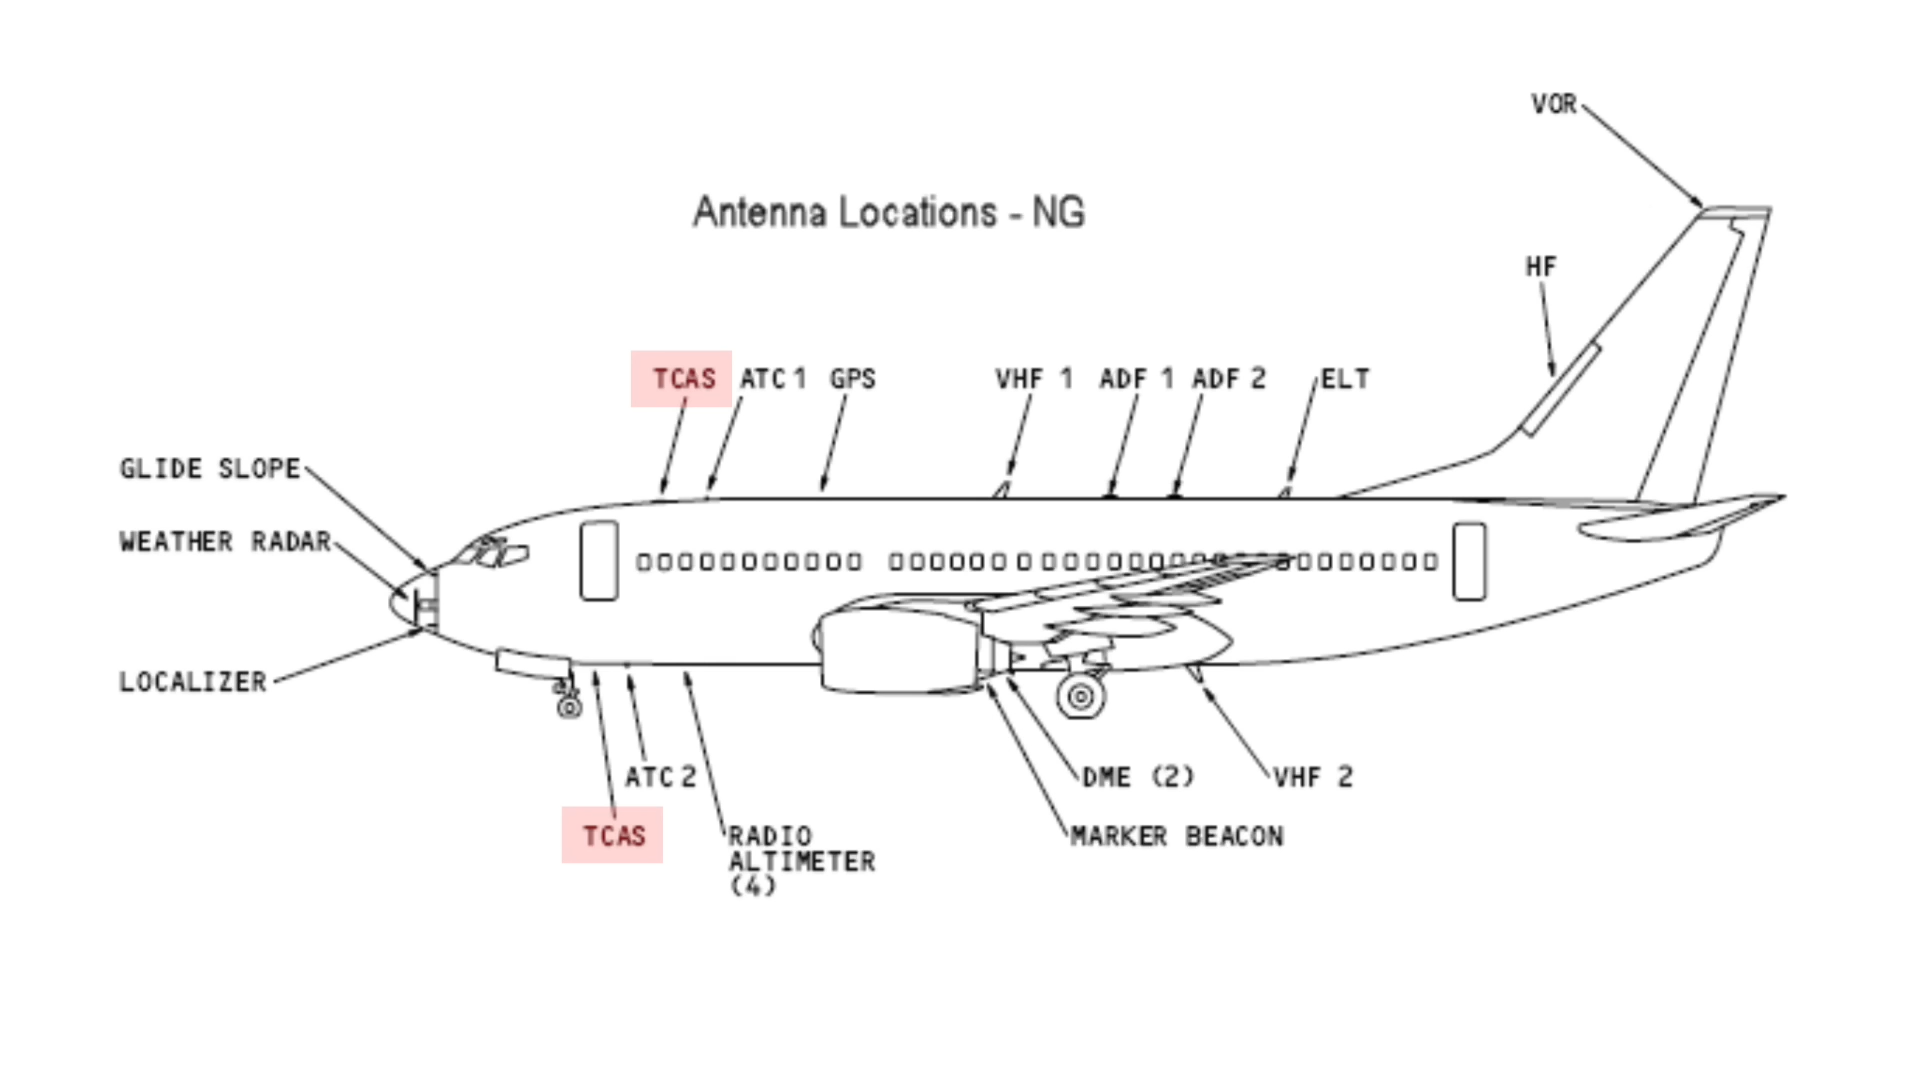 VOR
Antenna Locations - NG
HF
TCAS ATC 1 GPS VHF 1 ADF 1 ADF 2 ELT
GLIDE SLOPE
WEATHER RADAR
LOCALIZER
ATC 2 DME (2) VHF 2
TCAS RADIO MARKER BEACON
ALTIMETER
(4)